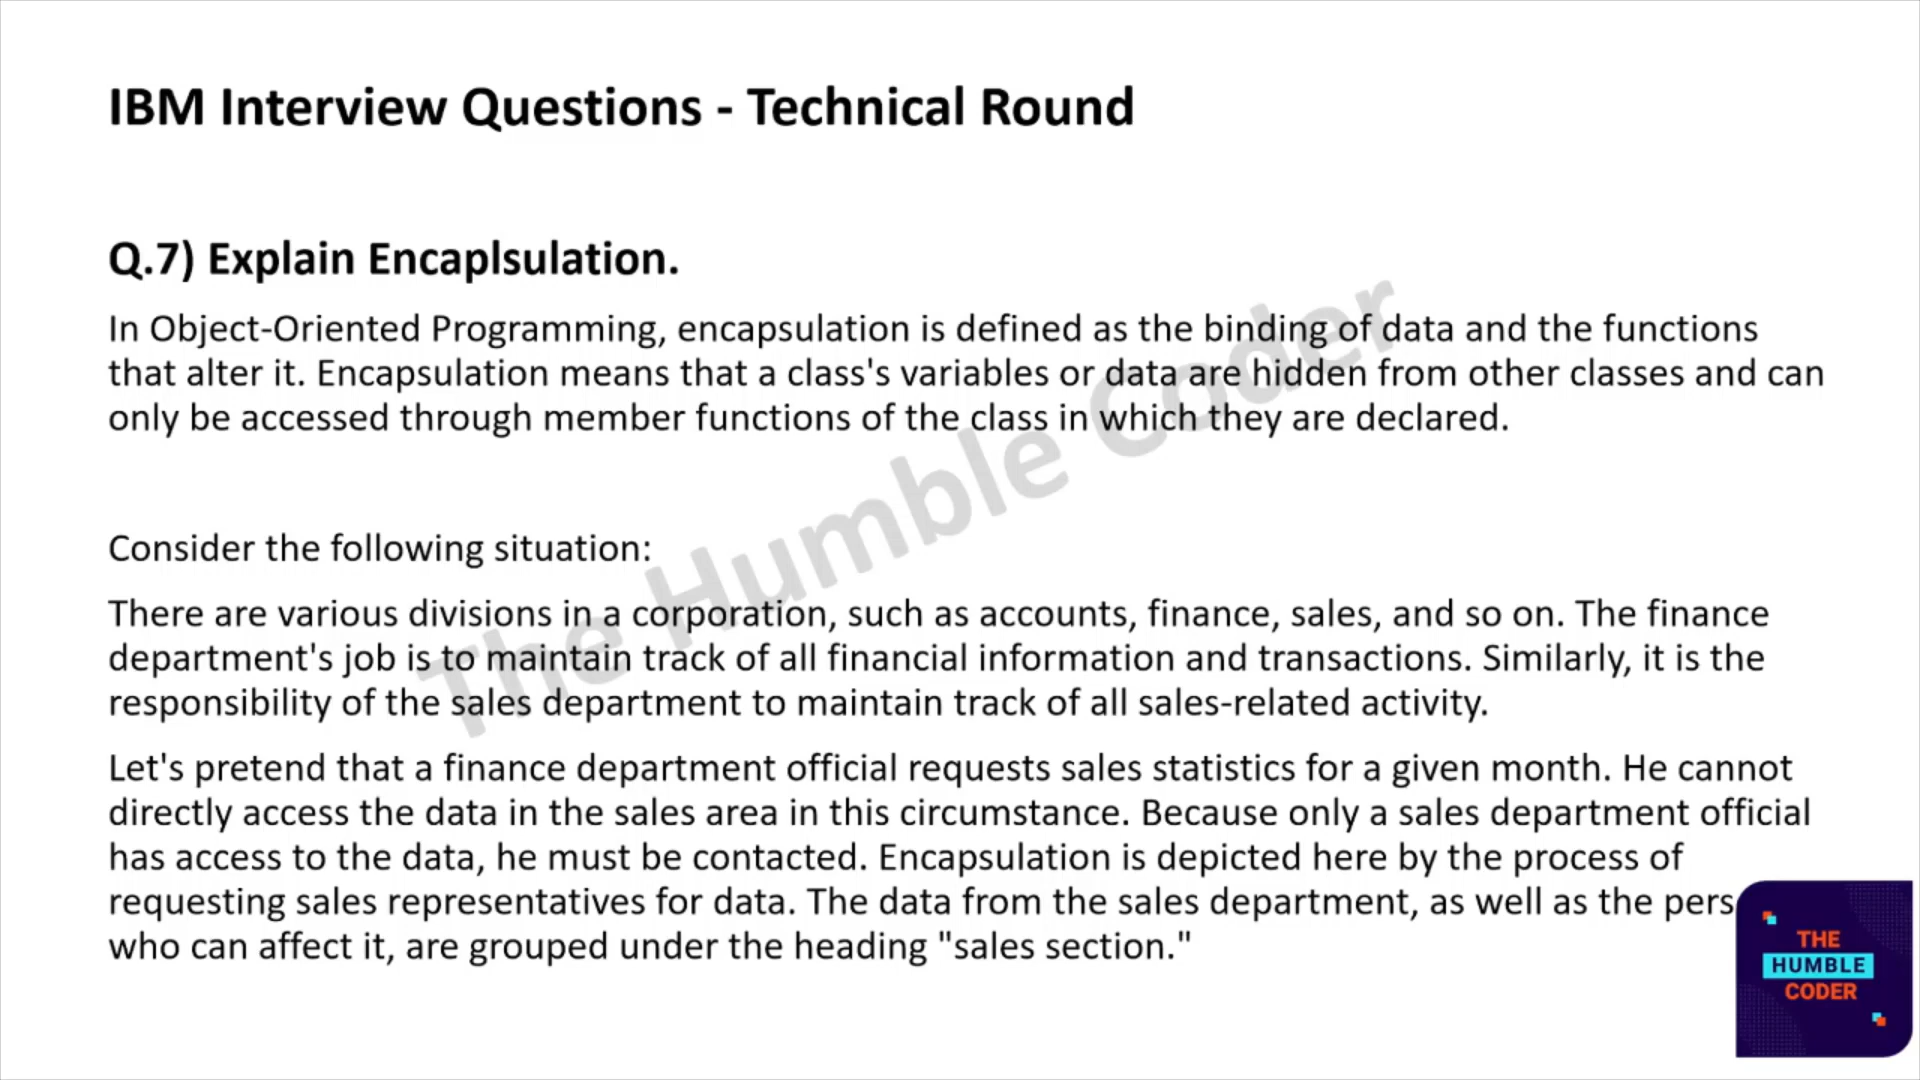 IBM Interview Questions - Technical Round
Q.7) Explain Encaplsulation.
In Object-Oriented Programming, encapsulation is defined as the binding of data and the functions
that alter it. Encapsulation means that a class's variables or data are hidden from other classes and can
only be accessed through member functions of the class in which they are declared.
The Humble Coder
Consider the following situation:
There are various divisions in a corporation, such as accounts, finance, sales, and so on. The finance
department's job is to maintain track of all financial information and transactions. Similarly, it is the
responsibility of the sales department to maintain track of all sales-related activity.
Let's pretend that a finance department official requests sales statistics for a given month. He cannot
directly access the data in the sales area in this circumstance. Because only a sales department official
has access to the data, he must be contacted. Encapsulation is depicted here by the process of
requesting sales representatives for data. The data from the sales department, as well as the pers
who can affect it, are grouped under the heading "sales section."
THE
HUMBLE
CODER